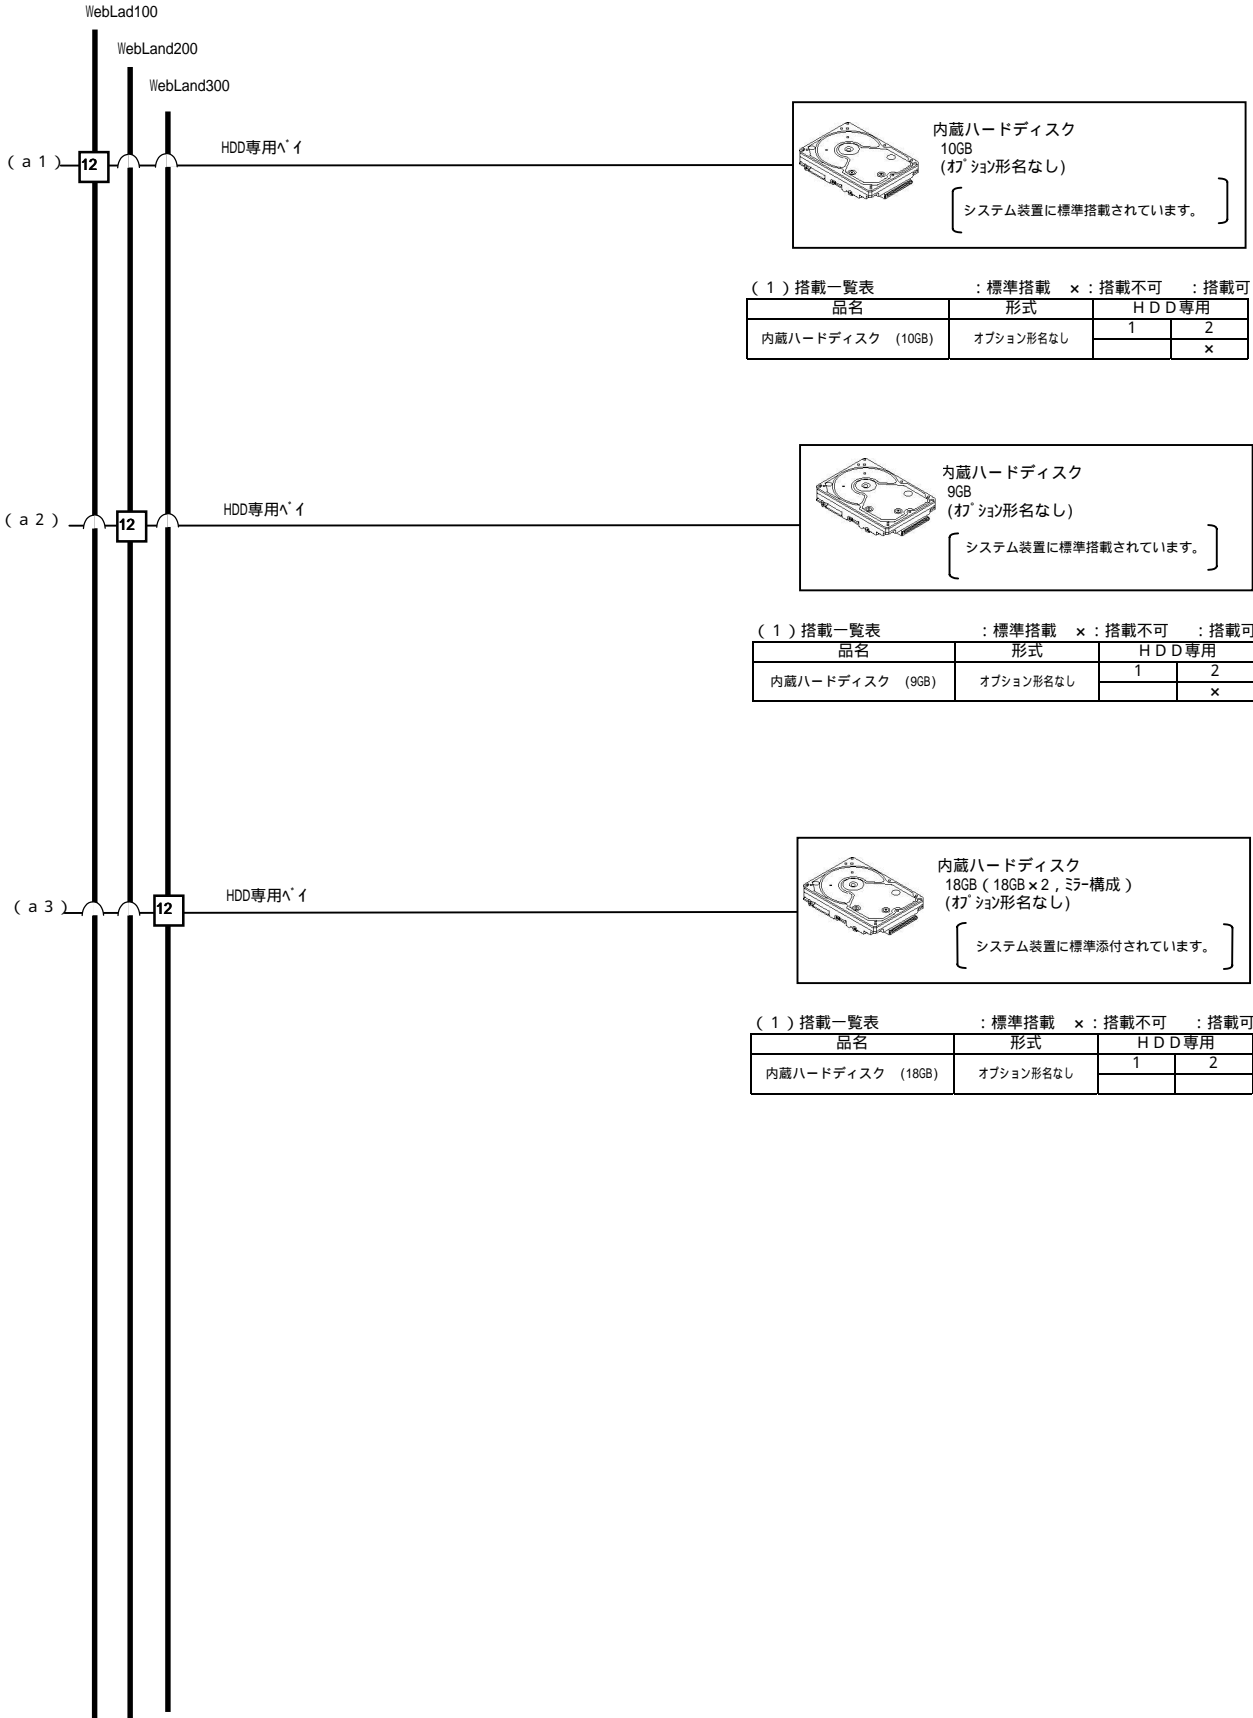 WebLad100
WebLand200
WebLand300
(a1)
12
HDD専用ﾍﾞｲ
内蔵ハードディスク
10GB
(ｵﾌﾟｼｮﾝ形名なし)
システム装置に標準搭載されています。
(1)搭載一覧表 :標準搭載 ×:搭載不可 :搭載可
品名 形式 HDD専用
内蔵ハードディスク (10GB) オプション形名なし 1 2
×
(a2)
12
HDD専用ﾍﾞｲ
内蔵ハードディスク
9GB
(ｵﾌﾟｼｮﾝ形名なし)
システム装置に標準搭載されています。
(1)搭載一覧表 :標準搭載 ×:搭載不可 :搭載可
品名 形式 HDD専用
内蔵ハードディスク (9GB) オプション形名なし 1 2
×
(a3)
12
HDD専用ﾍﾞｲ
内蔵ハードディスク
18GB(18GB×2,ﾐﾗｰ構成)
(ｵﾌﾟｼｮﾝ形名なし)
システム装置に標準添付されています。
(1)搭載一覧表 :標準搭載 ×:搭載不可 :搭載可
品名 形式 HDD専用
内蔵ハードディスク (18GB) オプション形名なし 1 2